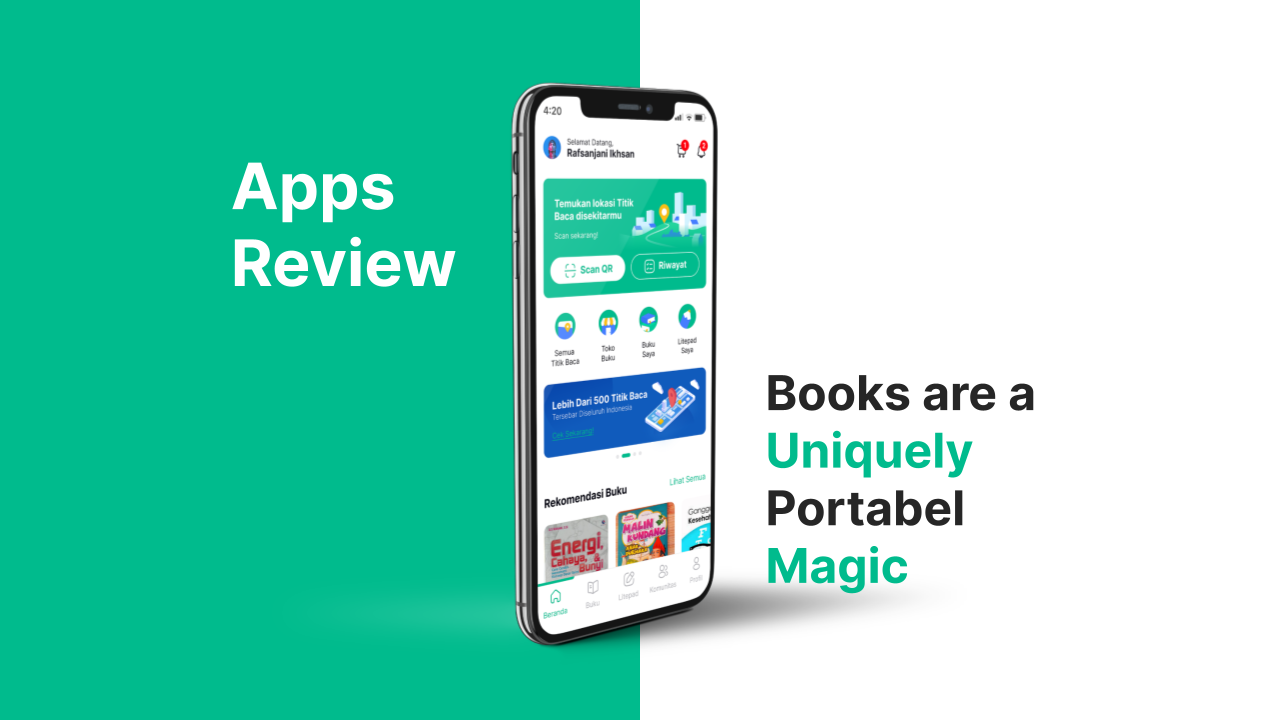 Apps
Review
4:20
Selamat Datang,
Rafsanjani Ikhsan
1
2
Temukan lokasi Titik
Baca disekitarmu
Scan sekarang!
Scan QR
Riwayat
Semua
Titik Baca
Toko
Buku
Buku
Saya
Litepad
Saya
Lebih Dari 500 Titik Baca
Tersebar Diseluruh Indonesia
Cek Sekarang!
Rekomendasi Buku
Lihat Semua
Energi,
Cahaya, &
Bunyi
MALIN
KUNDANG
Beranda
Buku
Litepad
Komunitas
Profil
Books are a
Uniquely
Portabel
Magic